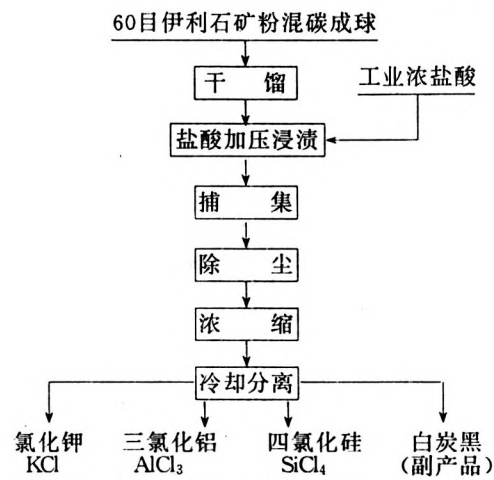 60目伊利石矿粉混碳成球
干馏
工业浓盐酸
盐酸加压浸渍
捕集
除尘
浓缩
冷却分离
氯化钾 三氯化铝 四氯化硅 白炭黑
KCl AlCl₃ SiCl₄ (副产品)